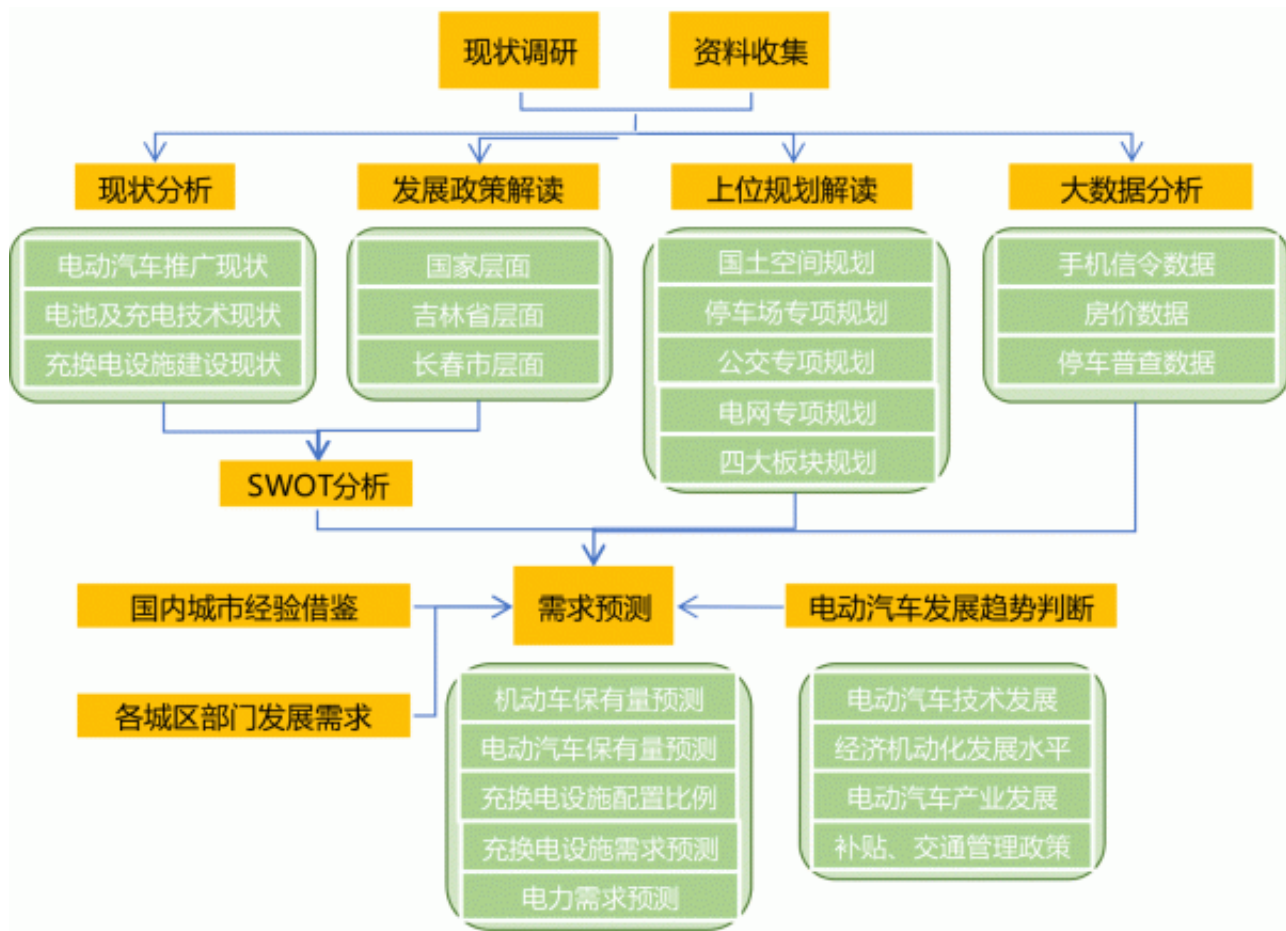 现状调研
资料收集
现状分析
发展政策解读
上位规划解读
大数据分析
电动汽车推广现状
电池及充电技术现状
充换电设施建设现状
国家层面
吉林省层面
长春市层面
国土空间规划
停车场专项规划
公交专项规划
电网专项规划
四大板块规划
手机信令数据
房价数据
停车普查数据
SWOT分析
国内城市经验借鉴
需求预测
电动汽车发展趋势判断
各城区部门发展需求
机动车保有量预测
电动汽车保有量预测
充换电设施配置比例
充换电设施需求预测
电力需求预测
电动汽车技术发展
经济机动化发展水平
电动汽车产业发展
补贴、交通管理政策